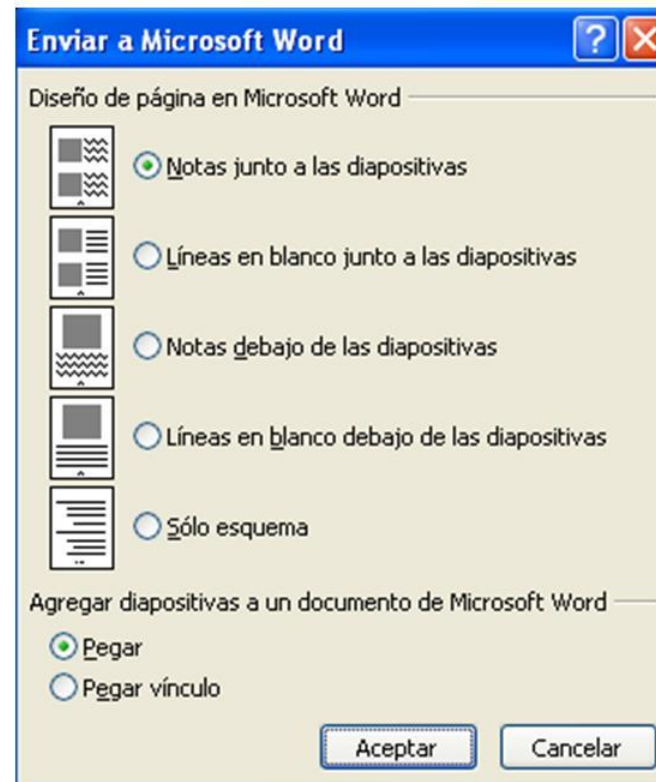 Enviar a Microsoft Word
Diseño de página en Microsoft Word
Notas junto a las diapositivas
Líneas en blanco junto a las diapositivas
Notas debajo de las diapositivas
Líneas en blanco debajo de las diapositivas
Sólo esquema
Agregar diapositivas a un documento de Microsoft Word
Pegar
Pegar vínculo
Aceptar Cancelar